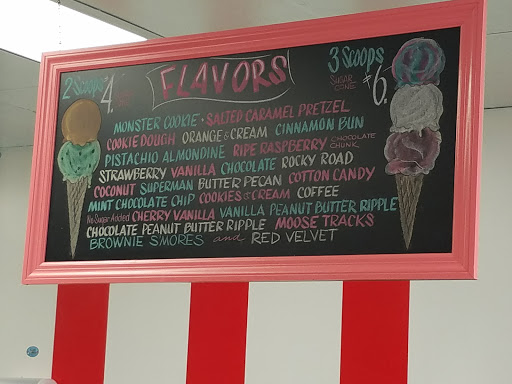 2 Scoops $4.
FLAVORS
3 Scoops
SUGAR CONE
$6.
MONSTER COOKIE • SALTED CARAMEL PRETZEL
COOKIE DOUGH ORANGE & CREAM CINNAMON BUN
PISTACHIO ALMONDINE RIPE RASPBERRY CHOCOLATE CHUNK
STRAWBERRY VANILLA CHOCOLATE ROCKY ROAD
COCONUT SUPERMAN BUTTER PECAN COTTON CANDY
MINT CHOCOLATE CHIP COOKIES & CREAM COFFEE
No Sugar Added CHERRY VANILLA VANILLA PEANUT BUTTER RIPPLE
CHOCOLATE PEANUT BUTTER RIPPLE MOOSE TRACKS
BROWNIE SMORES and RED VELVET